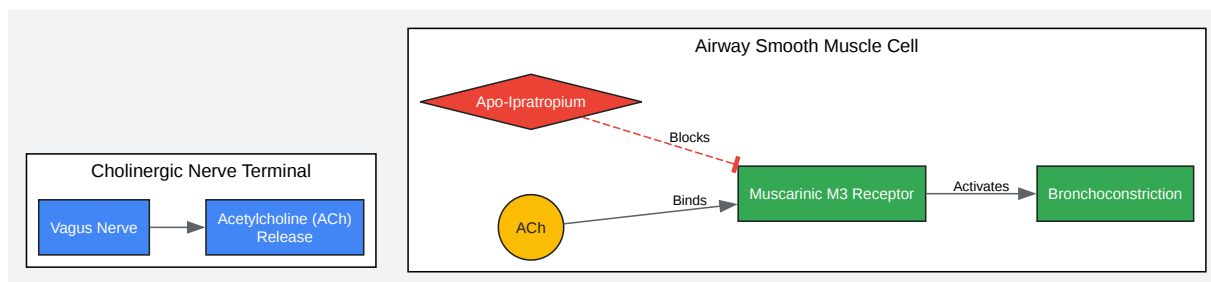 Airway Smooth Muscle Cell
Apo-Ipratropium
Blocks
Cholinergic Nerve Terminal
Vagus Nerve
Acetylcholine (ACh)
Release
ACh
Binds
Muscarinic M3 Receptor
Activates
Bronchoconstriction